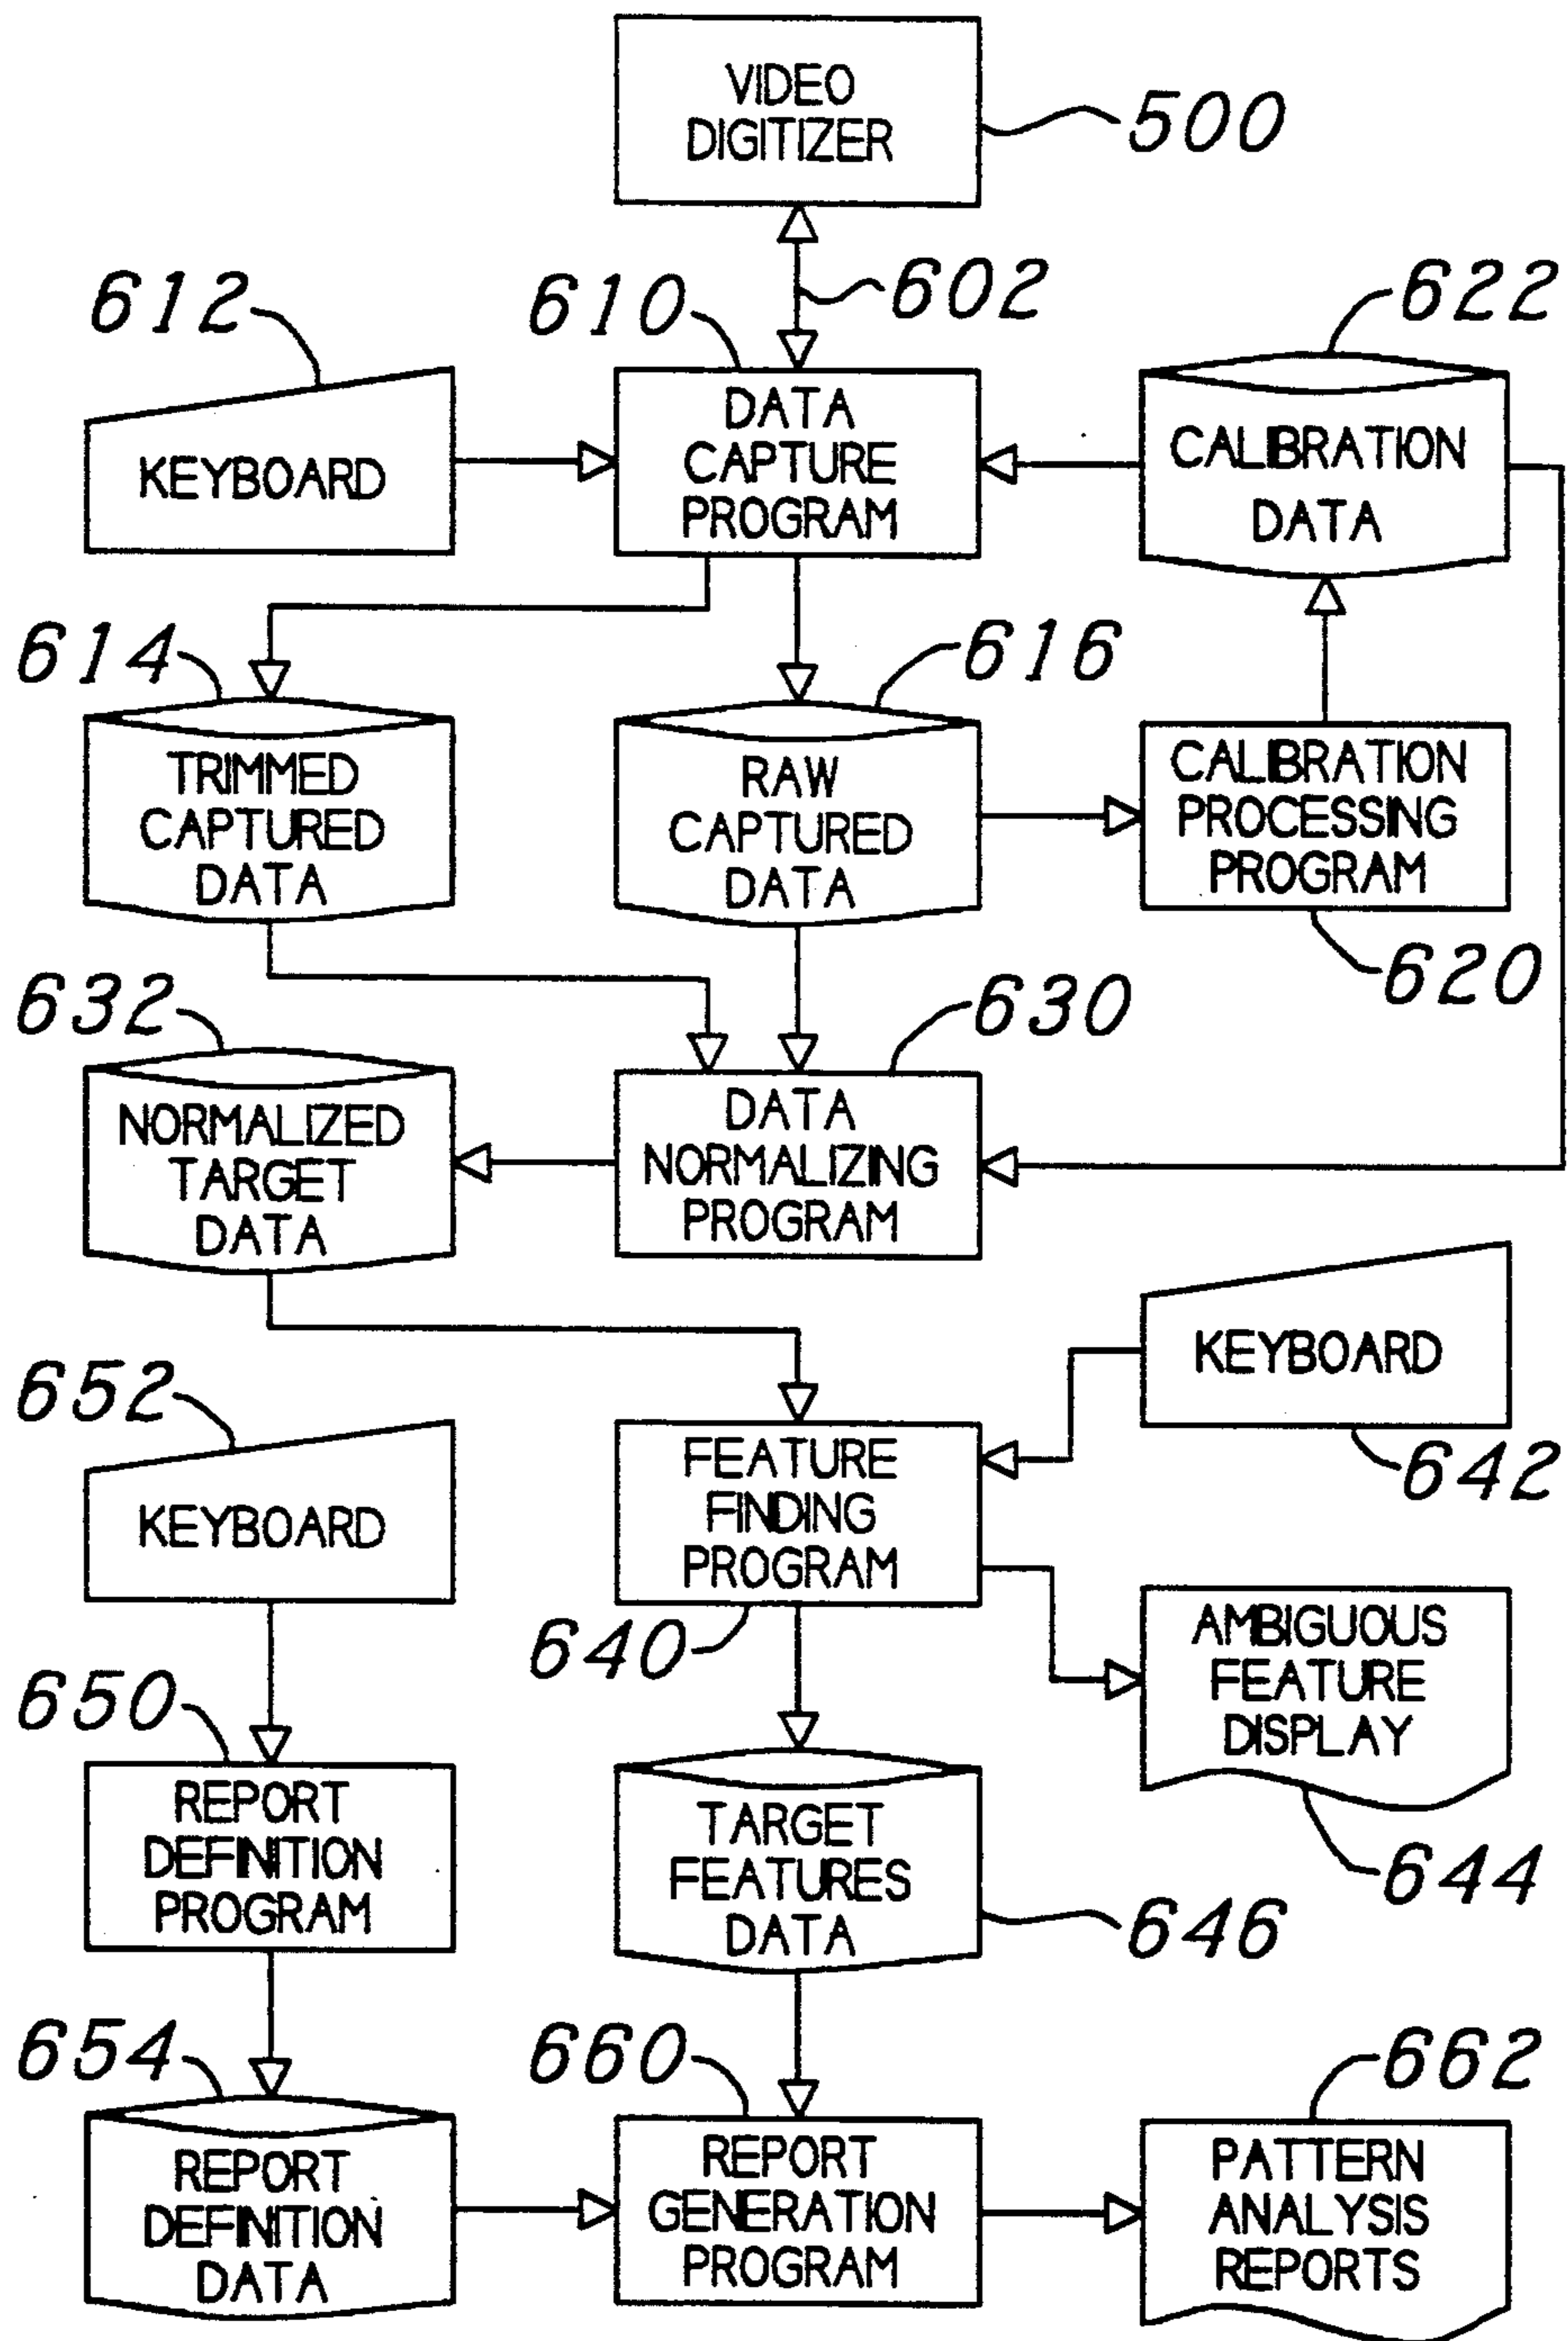 VIDEO
DIGITIZER
500
602
612
KEYBOARD
610
DATA
CAPTURE
PROGRAM
622
CALIBRATION
DATA
614
TRIMMED
CAPTURED
DATA
616
RAW
CAPTURED
DATA
CALIBRATION
PROCESSING
PROGRAM
620
632
NORMALIZED
TARGET
DATA
630
DATA
NORMALIZING
PROGRAM
KEYBOARD
642
652
KEYBOARD
FEATURE
FINDING
PROGRAM
640
AMBIGUOUS
FEATURE
DISPLAY
644
650
REPORT
DEFINITION
PROGRAM
TARGET
FEATURES
DATA
646
654
REPORT
DEFINITION
DATA
660
REPORT
GENERATION
PROGRAM
662
PATTERN
ANALYSIS
REPORTS